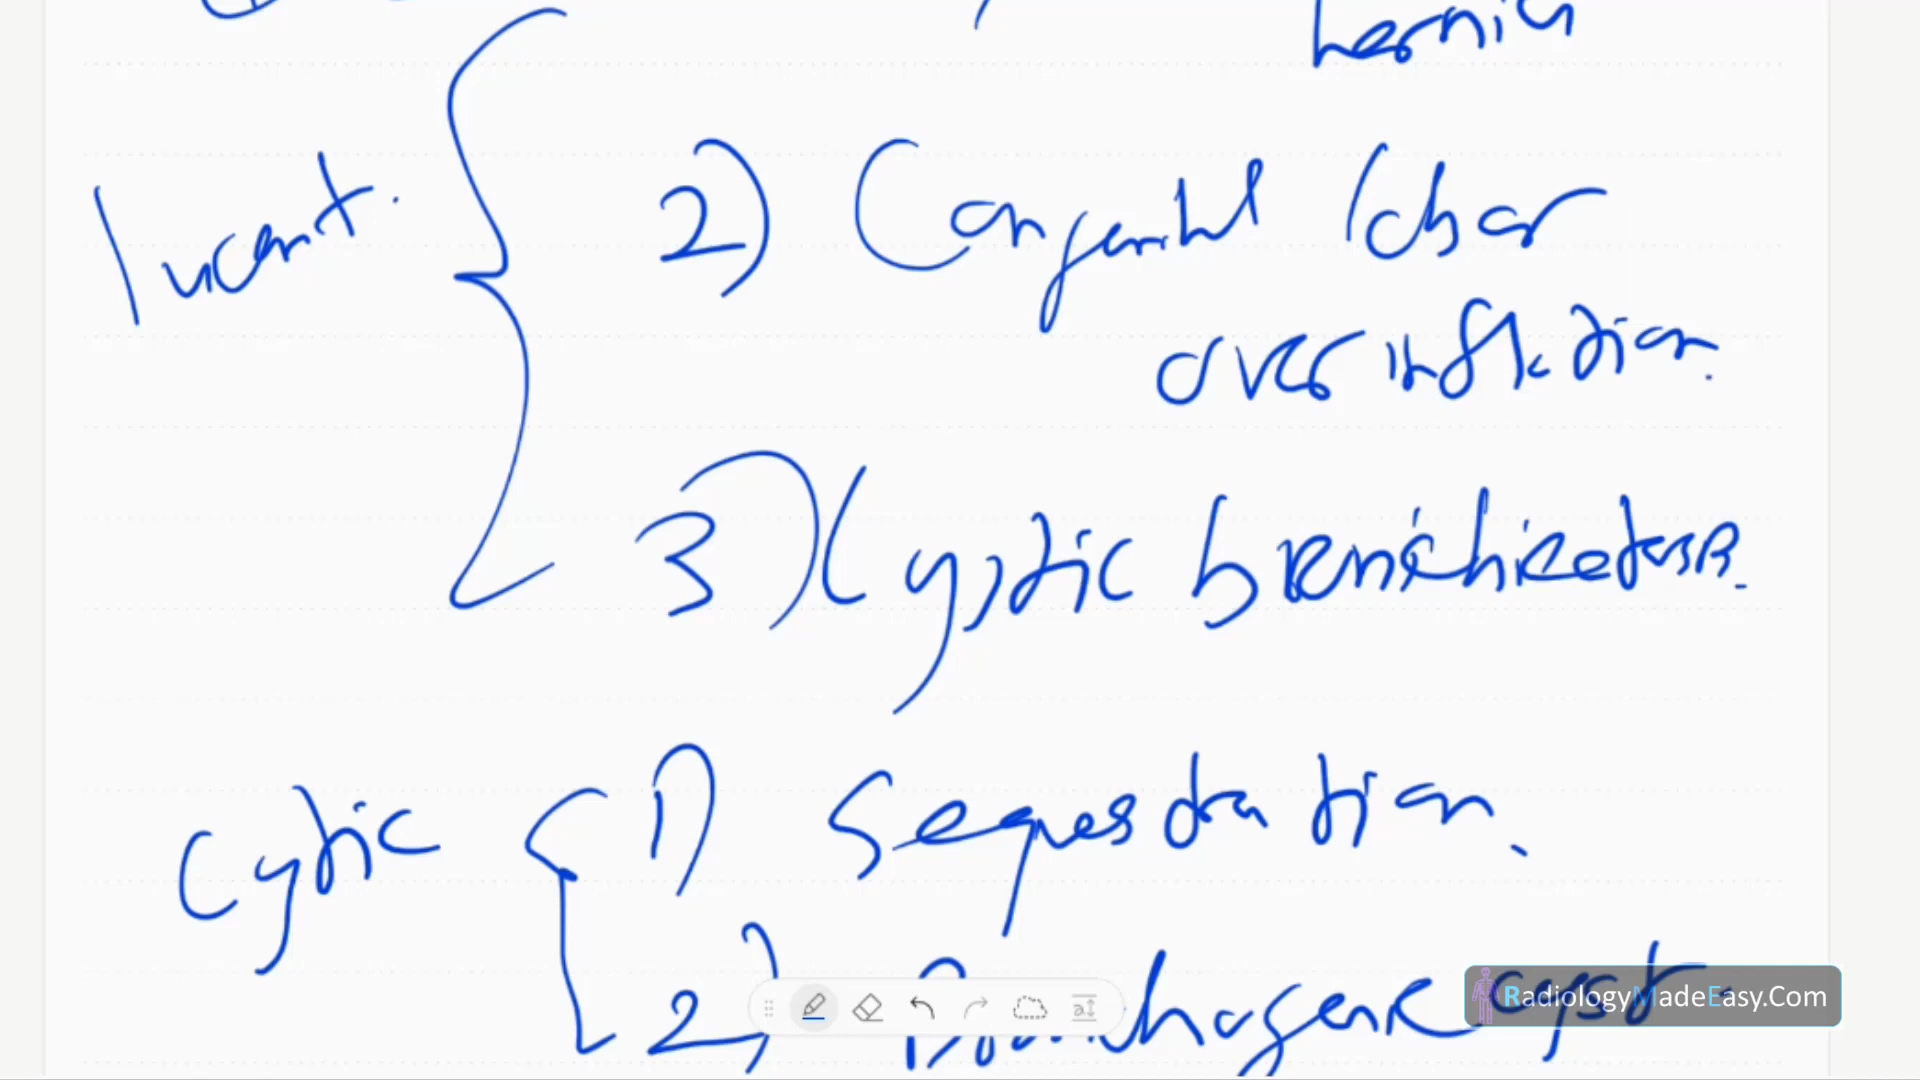 hernia
lucent.
2) Congenital lobar
overinflation.
3) Cystic bronchiectasis.
Cystic
1) Sequestration.
2) Bronchogenic cyst.
RadiologyMadeEasy.Com